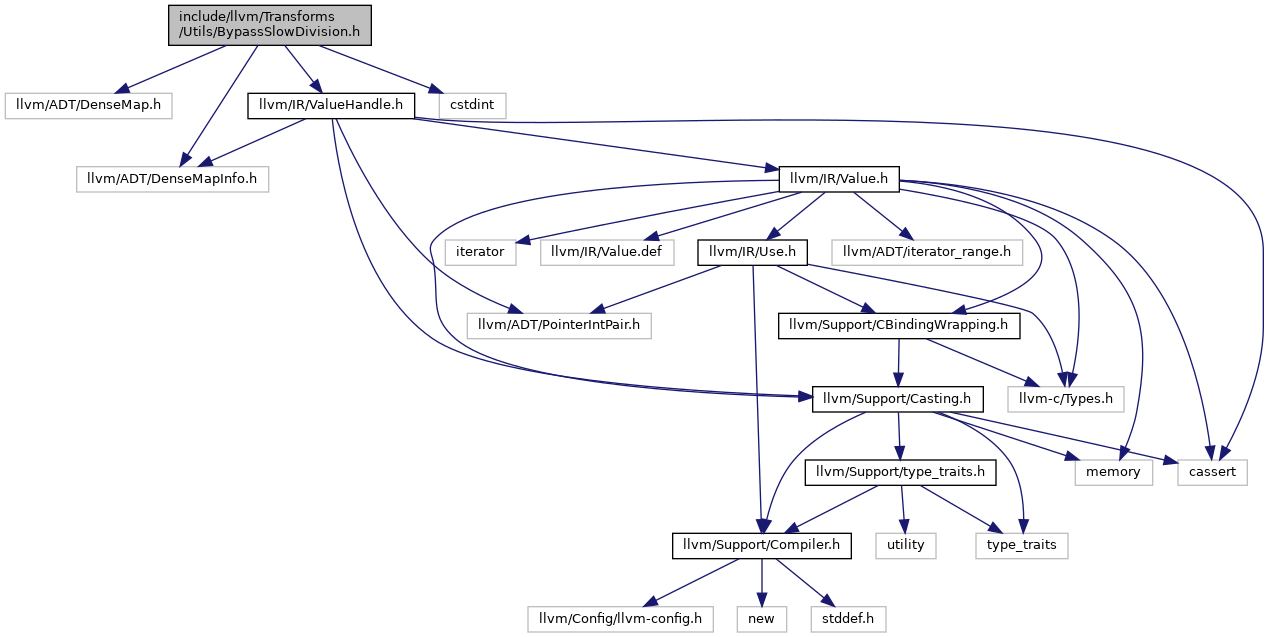 include/llvm/Transforms
/Utils/BypassSlowDivision.h
llvm/ADT/DenseMap.h
llvm/IR/ValueHandle.h
cstdint
llvm/ADT/DenseMapInfo.h
llvm/IR/Value.h
iterator
llvm/IR/Value.def
llvm/IR/Use.h
llvm/ADT/iterator_range.h
llvm/ADT/PointerIntPair.h
llvm/Support/CBindingWrapping.h
llvm/Support/Casting.h
llvm-c/Types.h
llvm/Support/type_traits.h
memory
cassert
llvm/Support/Compiler.h
utility
type_traits
llvm/Config/llvm-config.h
new
stddef.h